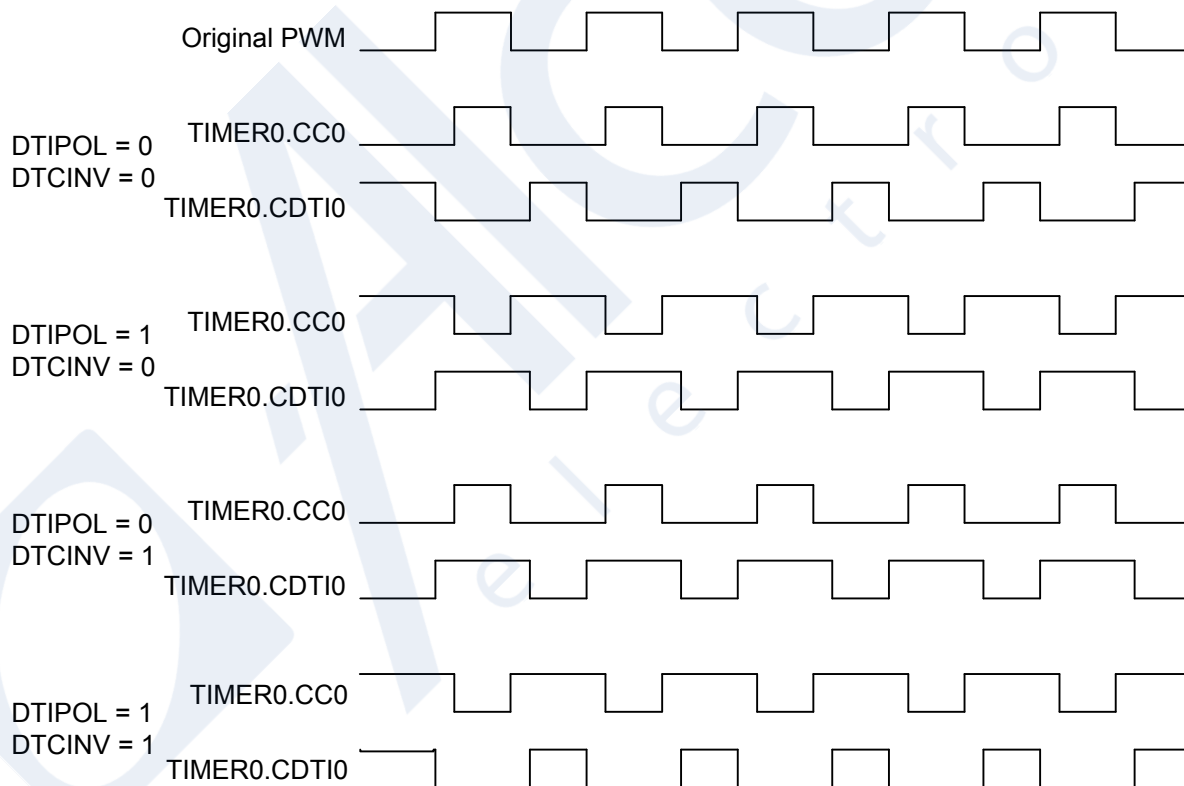 Original PWM
DTIPOL = 0
DTCINV = 0
TIMER0.CC0
TIMER0.CDTI0
DTIPOL = 1
DTCINV = 0
TIMER0.CC0
TIMER0.CDTI0
DTIPOL = 0
DTCINV = 1
TIMER0.CC0
TIMER0.CDTI0
DTIPOL = 1
DTCINV = 1
TIMER0.CC0
TIMER0.CDTI0